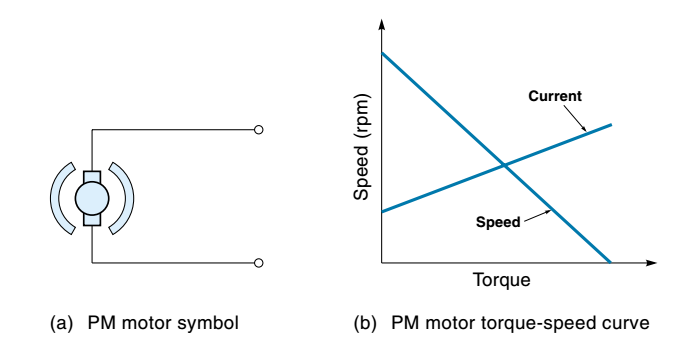 Current
Speed (rpm)
Speed
Torque
(a) PM motor symbol
(b) PM motor torque-speed curve